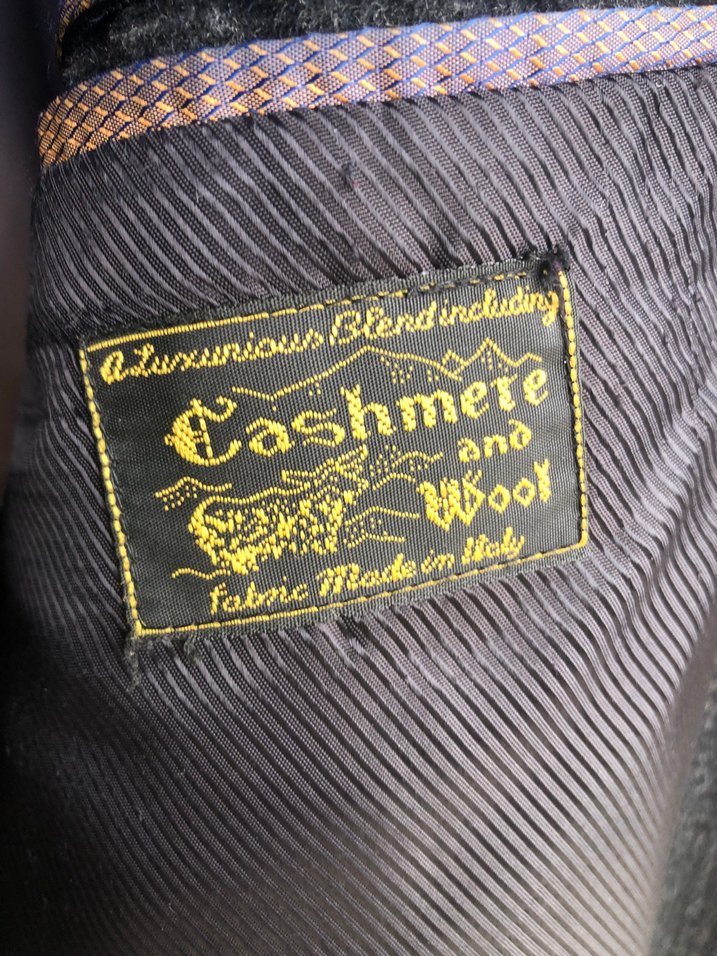 A Luxurious Blend including
Cashmere
and
Wool
Fabric Made in Italy